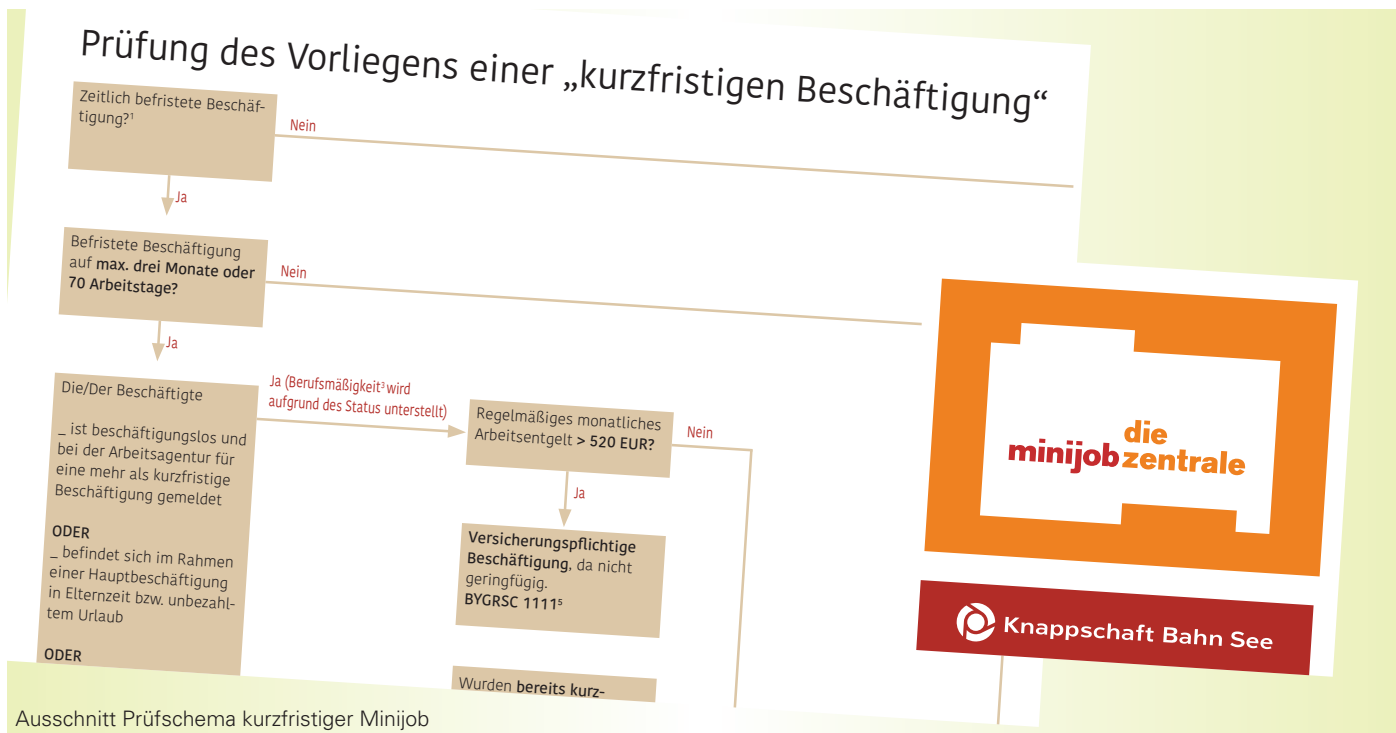 Prüfung des Vorliegens einer „kurzfristigen Beschäftigung“
Zeitlich befristete Beschäf-
tigung?¹
Nein
Ja
Befristete Beschäftigung
auf max. drei Monate oder
70 Arbeitstage?
Nein
Ja
Die/Der Beschäftigte
_ ist beschäftigungslos und
bei der Arbeitsagentur für
eine mehr als kurzfristige
Beschäftigung gemeldet
ODER
_ befindet sich im Rahmen
einer Hauptbeschäftigung
in Elternzeit bzw. unbezahl-
tem Urlaub
ODER
Ja (Berufsmäßigkeit³ wird
aufgrund des Status unterstellt)
Regelmäßiges monatliches
Arbeitsentgelt > 520 EUR?
Nein
Ja
Versicherungspflichtige
Beschäftigung, da nicht
geringfügig.
BYGRSC 1111⁵
Wurden bereits kurz-
die
minijob zentrale
Knappschaft Bahn See
Ausschnitt Prüfschema kurzfristiger Minijob